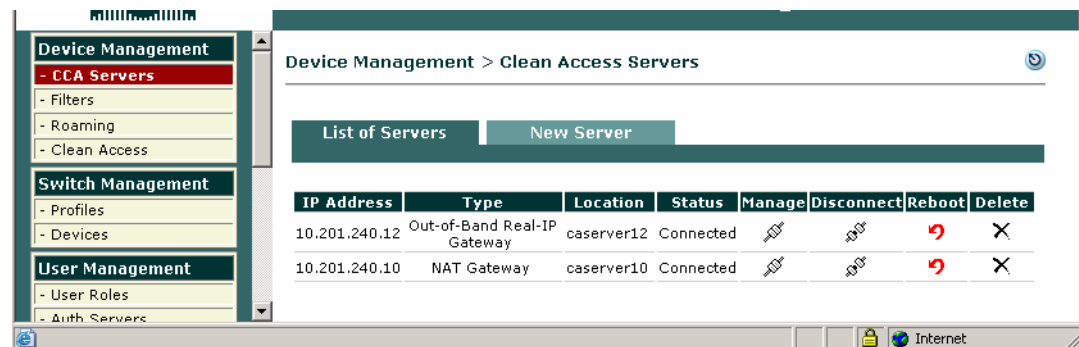 Device Management
- CCA Servers
- Filters
- Roaming
- Clean Access
Switch Management
- Profiles
- Devices
User Management
- User Roles
- Auth Servers
Device Management > Clean Access Servers
List of Servers New Server
IP Address Type Location Status Manage Disconnect Reboot Delete
10.201.240.12 Out-of-Band Real-IP Gateway caserver12 Connected
10.201.240.10 NAT Gateway caserver10 Connected
Internet